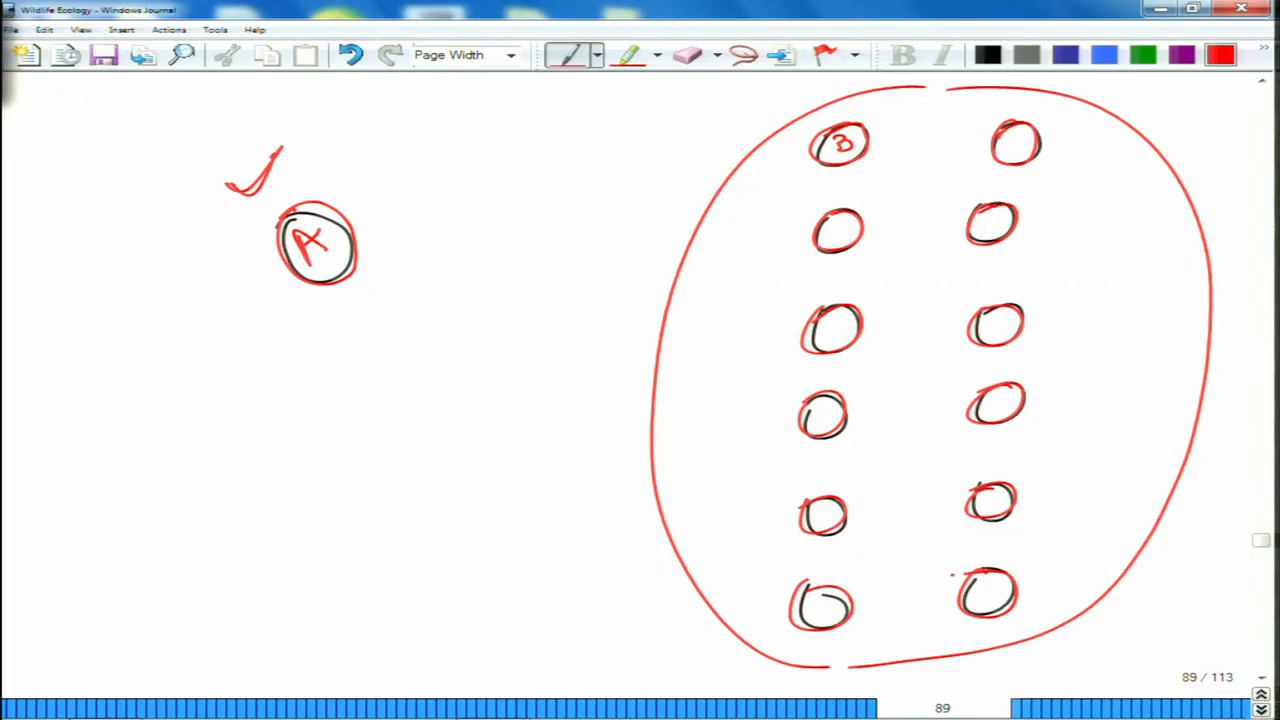 Wildlife Ecology - Windows Journal
File Edit View Insert Actions Tools Help
Page Width B I
B
A
89 / 113
89